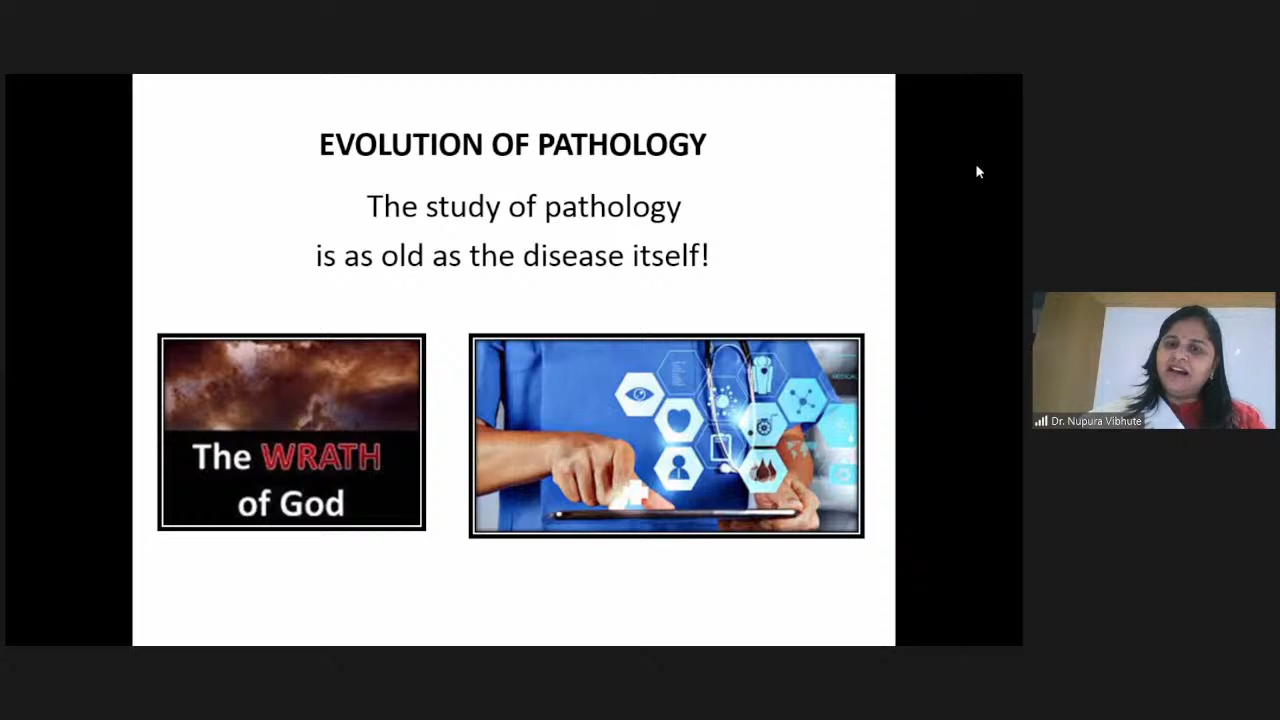 EVOLUTION OF PATHOLOGY
The study of pathology
is as old as the disease itself!
The WRATH
of God
MEDICAL
Dr. Nupura Vibhute